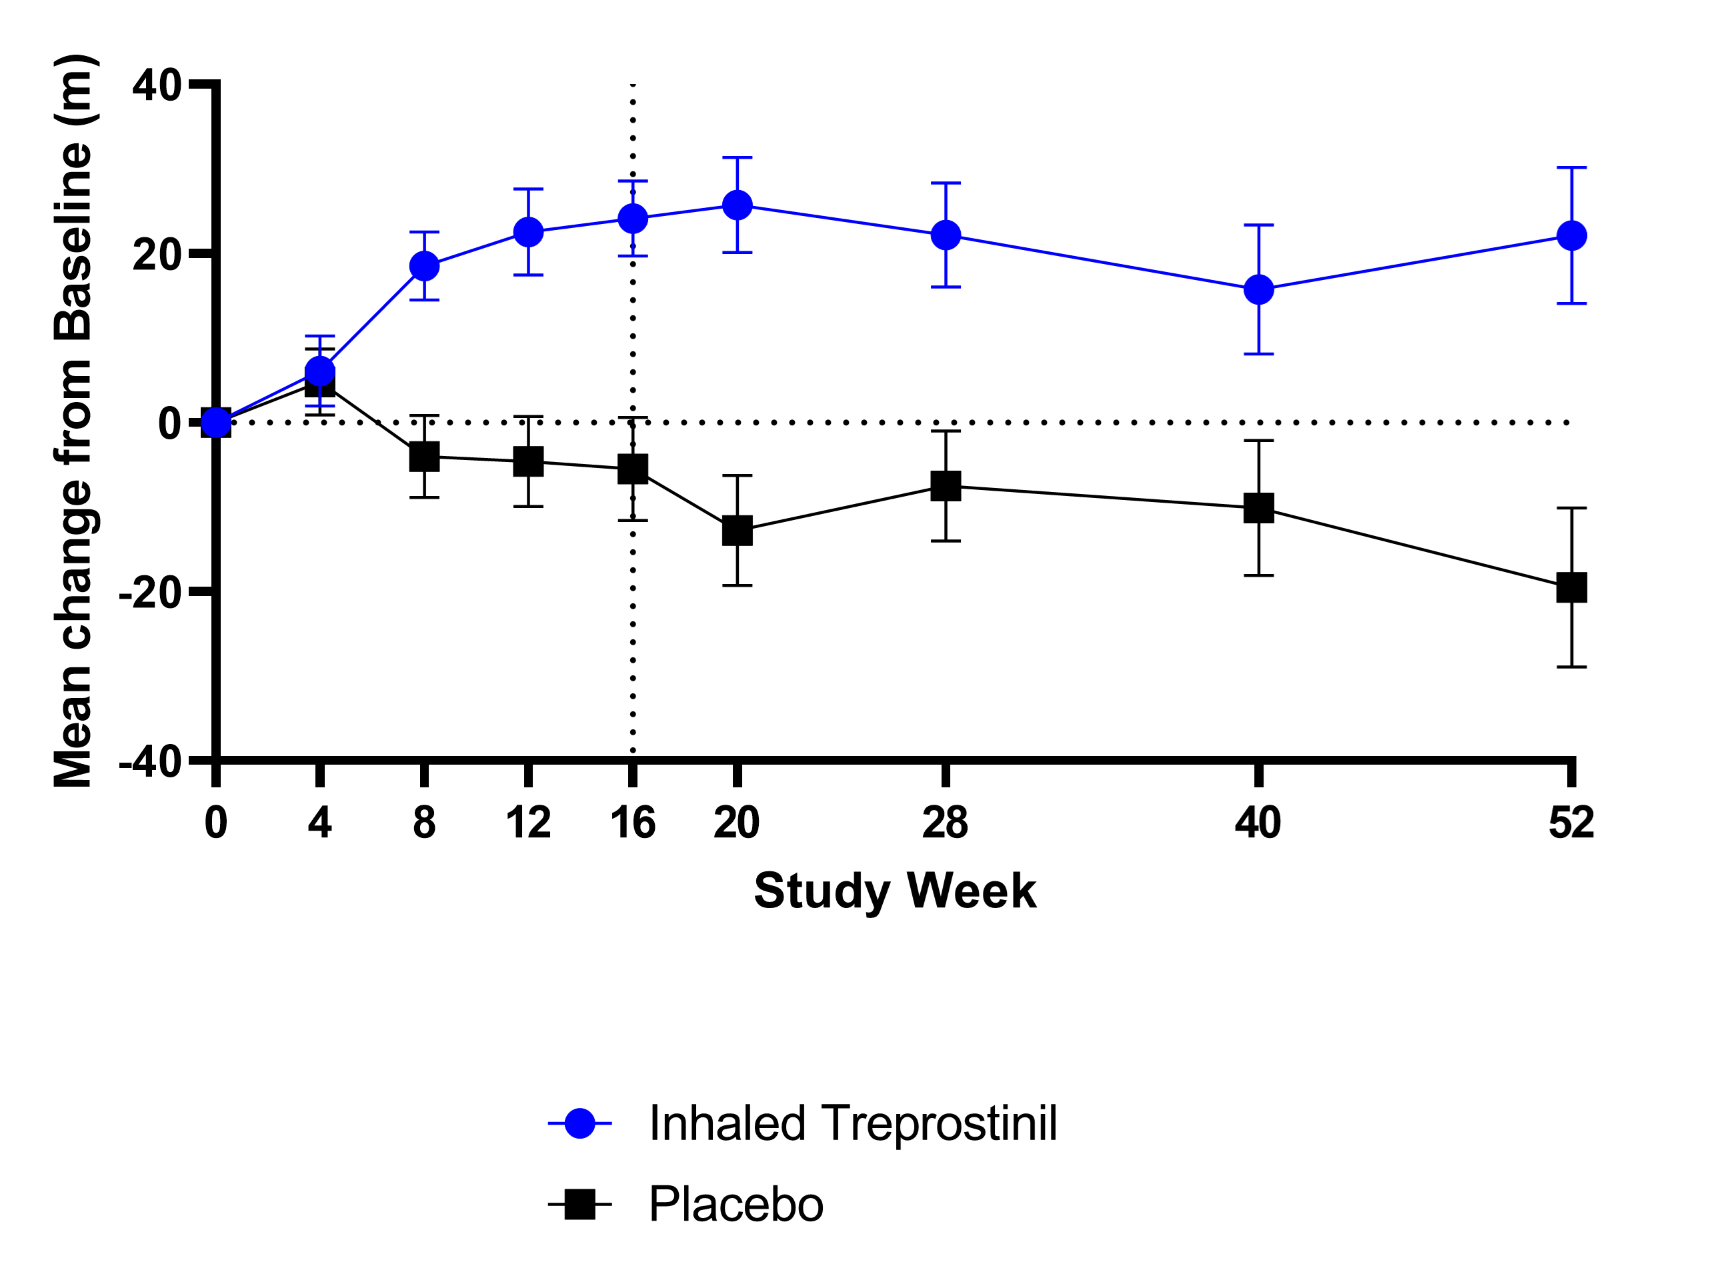 Mean change from Baseline (m)
40
20
0
-20
-40
0 4 8 12 16 20 28 40 52
Study Week
Inhaled Treprostinil
Placebo